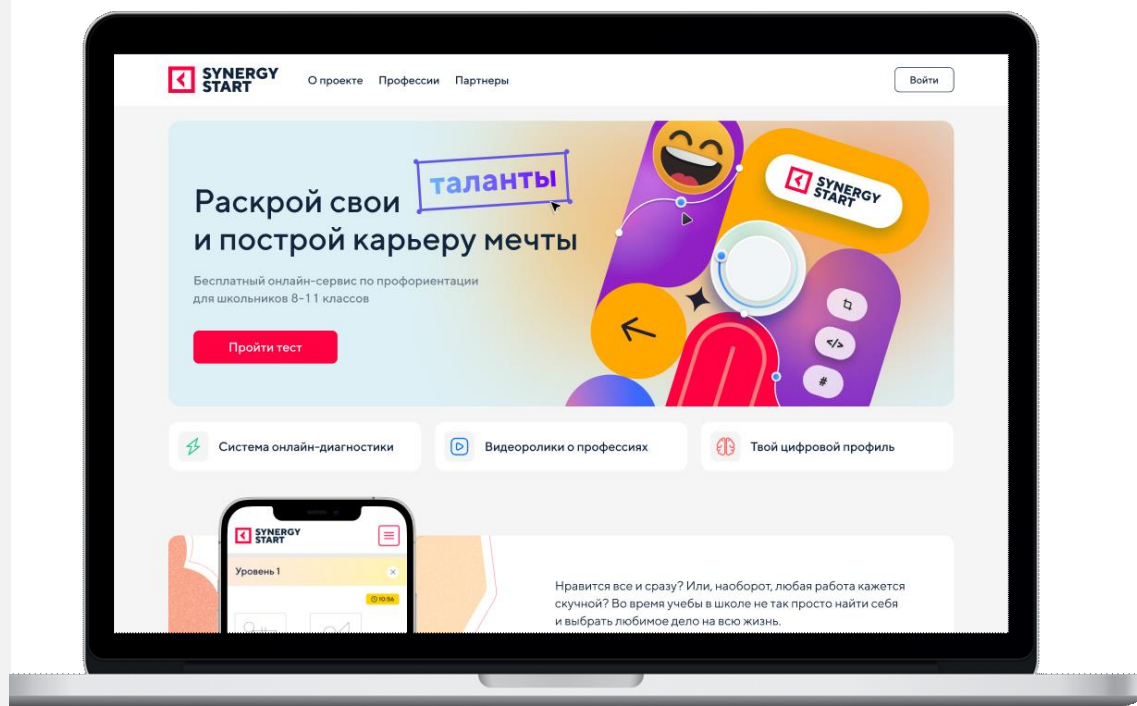 SYNERGY
START
О проекте Профессии Партнеры
Войти
Раскрой свои таланты
и построй карьеру мечты
Бесплатный онлайн-сервис по профориентации
для школьников 8-11 классов
Пройти тест
SYNERGY
START
</>
#
Система онлайн-диагностики
Видеоролики о профессиях
Твой цифровой профиль
SYNERGY
START
Уровень 1
10:56
Нравится все и сразу? Или, наоборот, любая работа кажется
скучной? Во время учебы в школе не так просто найти себя
и выбрать любимое дело на всю жизнь.